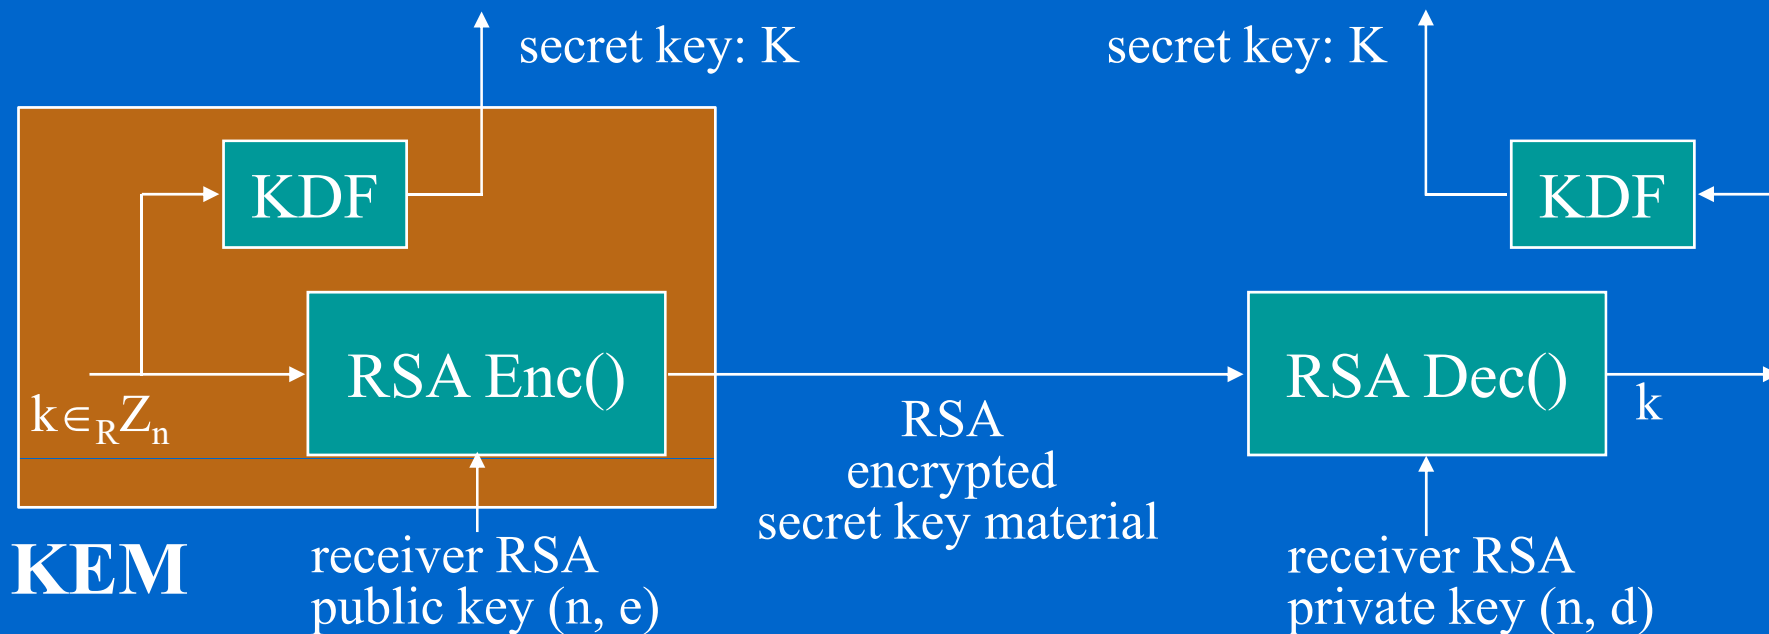 secret key: K
secret key: K
KDF
KDF
RSA Enc()
RSA Dec()
k∈RZn
k
RSA
encrypted
secret key material
KEM
receiver RSA
public key (n, e)
receiver RSA
private key (n, d)